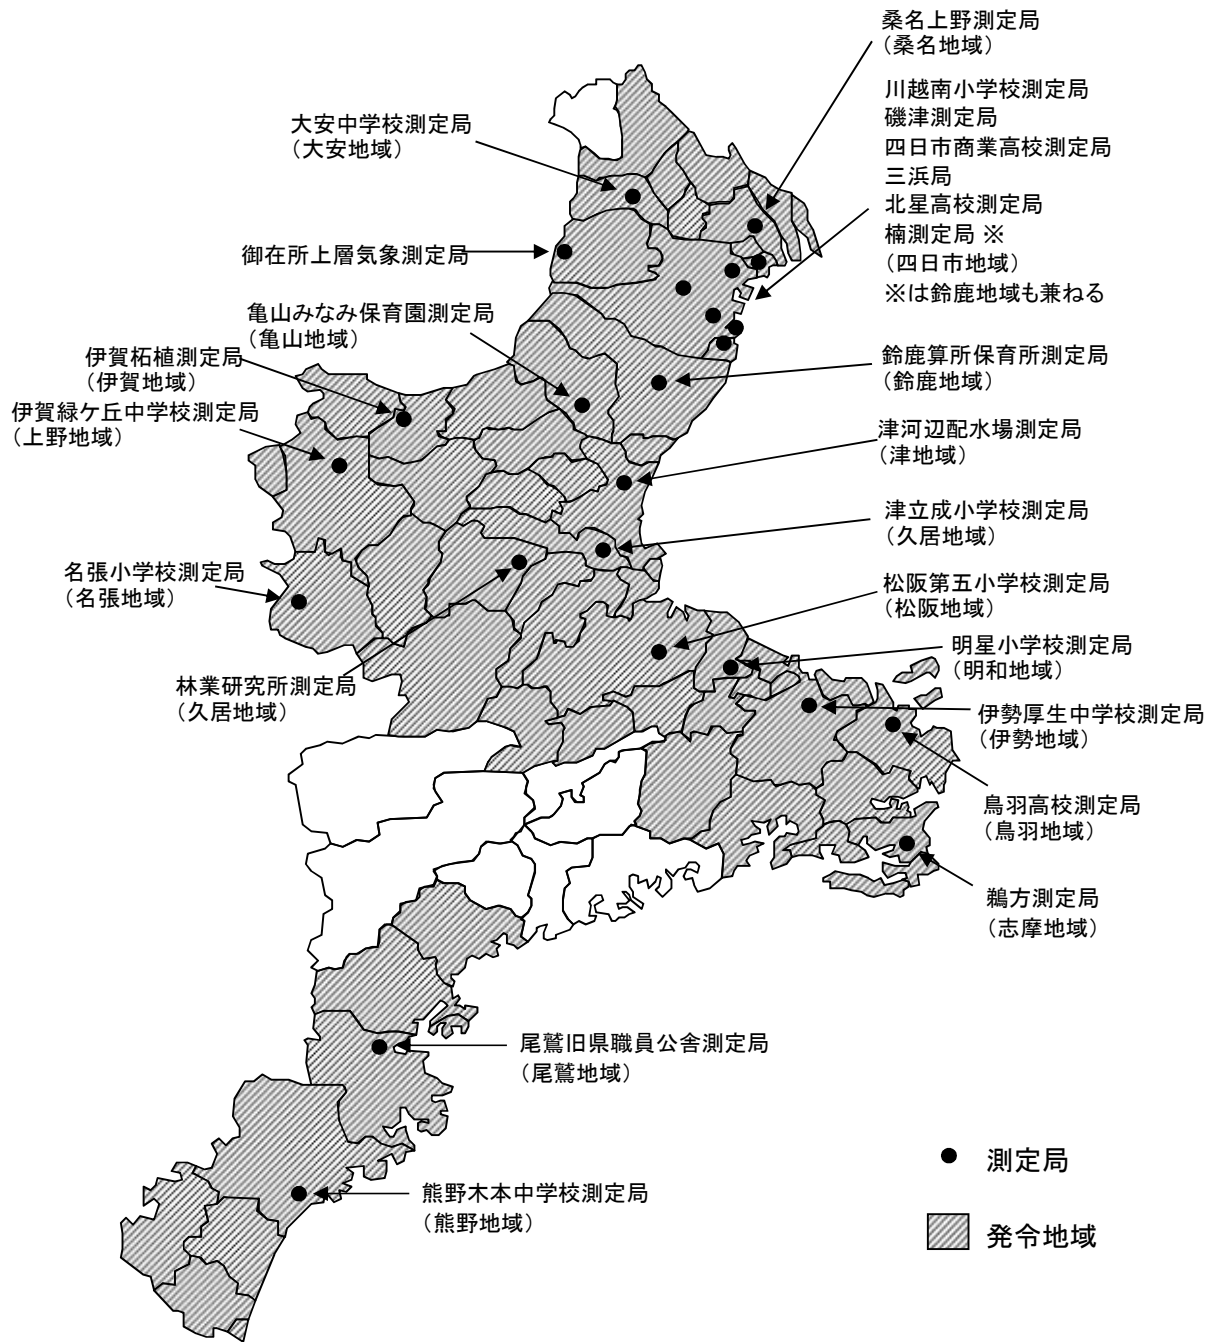 桑名上野測定局
（桑名地域）
川越南小学校測定局
磯津測定局
四日市商業高校測定局
三浜局
北星高校測定局
楠測定局 ※
（四日市地域）
※は鈴鹿地域も兼ねる
大安中学校測定局
（大安地域）
御在所上層気象測定局
亀山みなみ保育園測定局
（亀山地域）
伊賀柘植測定局
（伊賀地域）
伊賀緑ケ丘中学校測定局
（上野地域）
鈴鹿算所保育所測定局
（鈴鹿地域）
津河辺配水場測定局
（津地域）
津立成小学校測定局
（久居地域）
名張小学校測定局
（名張地域）
松阪第五小学校測定局
（松阪地域）
明星小学校測定局
（明和地域）
林業研究所測定局
（久居地域）
伊勢厚生中学校測定局
（伊勢地域）
鳥羽高校測定局
（鳥羽地域）
鵜方測定局
（志摩地域）
尾鷲旧県職員公舎測定局
（尾鷲地域）
熊野木本中学校測定局
（熊野地域）
測定局
発令地域